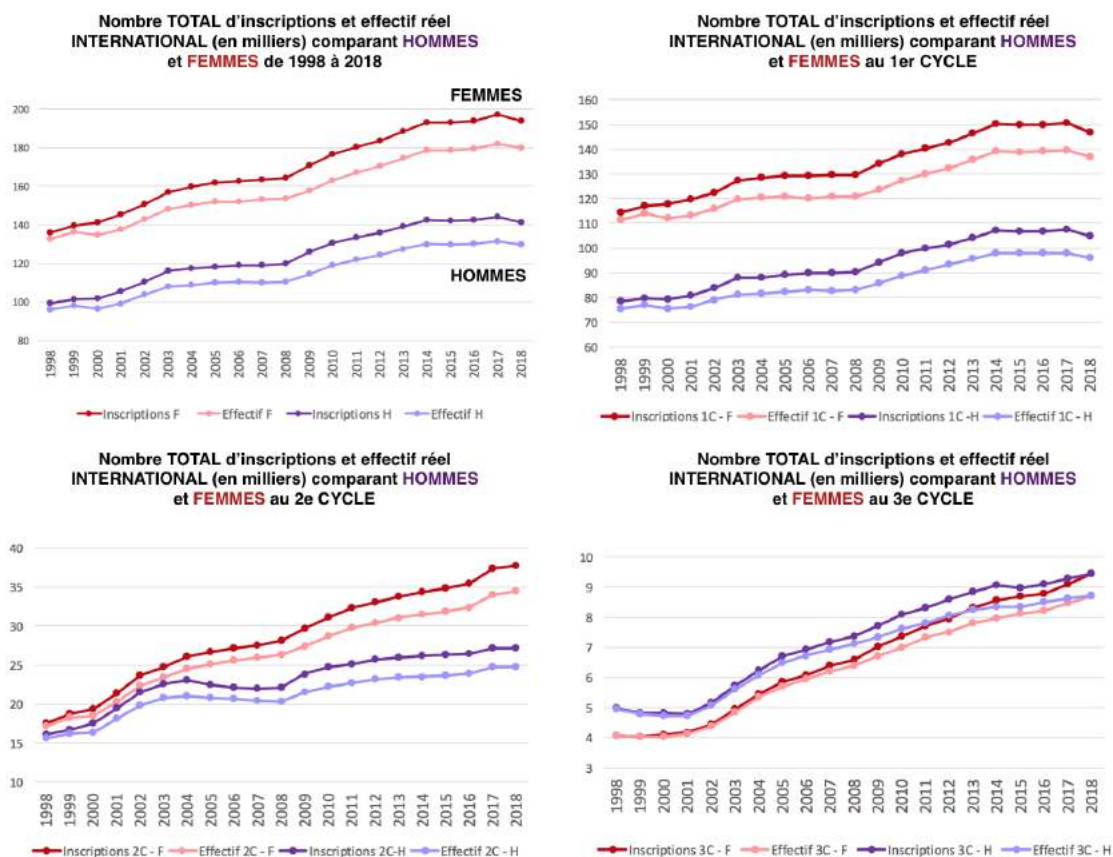 Nombre TOTAL d'inscriptions et effectif réel
INTERNATIONAL (en milliers) comparant HOMMES
et FEMMES de 1998 à 2018
FEMMES
HOMMES
200
180
160
140
120
100
80
1998 1999 2000 2001 2002 2003 2004 2005 2006 2007 2008 2009 2010 2011 2012 2013 2014 2015 2016 2017 2018
Inscriptions F Effectif F Inscriptions H Effectif H
Nombre TOTAL d'inscriptions et effectif réel
INTERNATIONAL (en milliers) comparant HOMMES
et FEMMES au 1er CYCLE
160
150
140
130
120
110
100
90
80
70
60
1998 1999 2000 2001 2002 2003 2004 2005 2006 2007 2008 2009 2010 2011 2012 2013 2014 2015 2016 2017 2018
Inscriptions 1C - F Effectif 1C - F Inscriptions 1C -H Effectif 1C - H
Nombre TOTAL d'inscriptions et effectif réel
INTERNATIONAL (en milliers) comparant HOMMES
et FEMMES au 2e CYCLE
40
35
30
25
20
15
10
1998 1999 2000 2001 2002 2003 2004 2005 2006 2007 2008 2009 2010 2011 2012 2013 2014 2015 2016 2017 2018
Inscriptions 2C - F Effectif 2C - F Inscriptions 2C-H Effectif 2C - H
Nombre TOTAL d'inscriptions et effectif réel
INTERNATIONAL (en milliers) comparant HOMMES
et FEMMES au 3e CYCLE
10
9
8
7
6
5
4
3
1998 1999 2000 2001 2002 2003 2004 2005 2006 2007 2008 2009 2010 2011 2012 2013 2014 2015 2016 2017 2018
Inscriptions 3C - F Effectif 3C - F Inscriptions 3C - H Effectif 3C - H